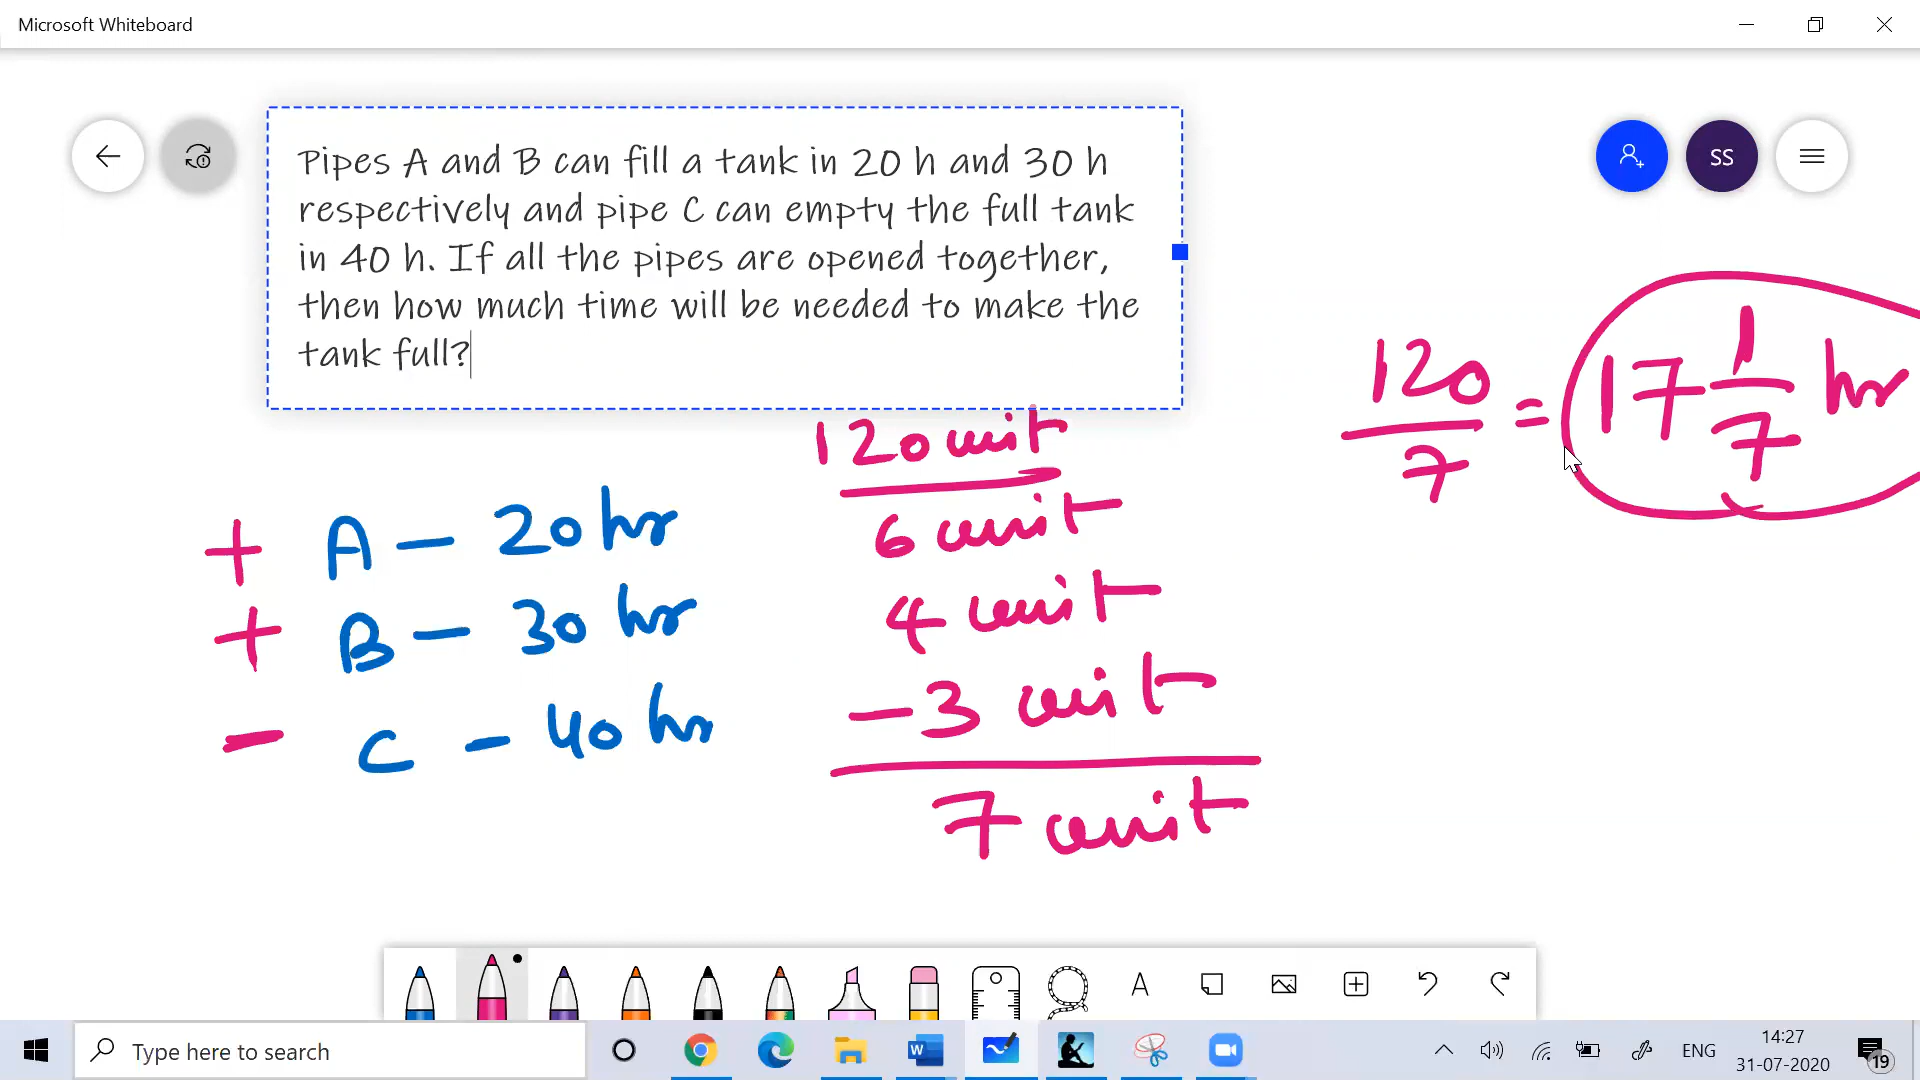 Microsoft Whiteboard
Pipes A and B can fill a tank in 20 h and 30 h
respectively and pipe C can empty the full tank
in 40 h. If all the pipes are opened together,
then how much time will be needed to make the
tank full?
SS
120 unit
+ A - 20 hr 6 unit
+ B - 30 hr 4 unit
- C - 40 hr - 3 unit
7 unit
120/7 = 17 1/7 hr
A
Type here to search
W
ENG
14:27
31-07-2020
19